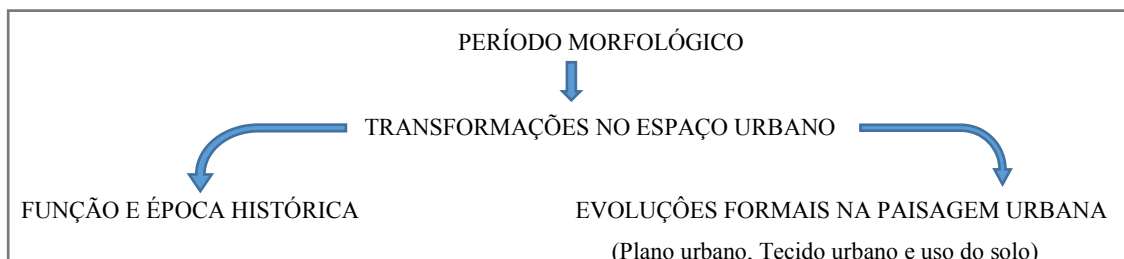 PERÍODO MORFOLÓGICO
TRANSFORMAÇÕES NO ESPAÇO URBANO
FUNÇÃO E ÉPOCA HISTÓRICA
EVOLUÇÔES FORMAIS NA PAISAGEM URBANA
(Plano urbano, Tecido urbano e uso do solo)